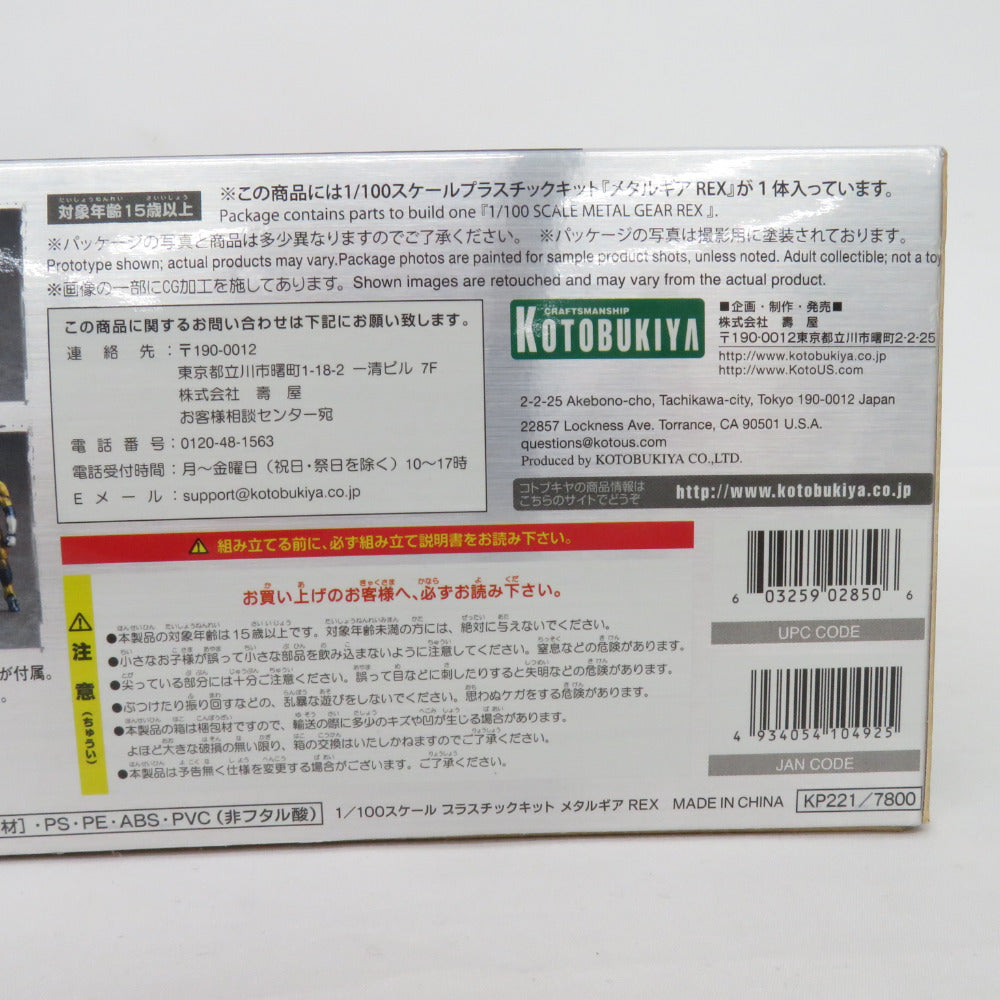 たいしょうねんれい さいいじょう
対象年齢15歳以上
※この商品には1/100スケールプラスチックキット『メタルギア REX』が 1 体入っています。
Package contains parts to build one『1/100 SCALE METAL GEAR REX 』.
※パッケージの写真と商品は多少異なりますのでご了承ください。 ※パッケージの写真は撮影用に塗装されております。
Prototype shown; actual products may vary.Package photos are painted for sample product shots, unless noted. Adult collectible; not a toy
※画像の一部にCG加工を施してあります。Shown images are retouched and may vary from the actual product.
この商品に関するお問い合わせは下記にお願い致します。
連 絡 先:〒190-0012
東京都立川市曙町1-18-2 一清ビル 7F
株式会社 壽屋
お客様相談センター宛
電 話 番 号:0120-48-1563
電話受付時間:月〜金曜日(祝日・祭日を除く)10〜17時
E メ ー ル:support@kotobukiya.co.jp
CRAFTSMANSHIP
KOTOBUKIYA
■企画・制作・発売■
株式会社 壽 屋
〒190-0012東京都立川市曙町2-2-25
http://www.kotobukiya.co.jp
http://www.KotoUS.com
2-2-25 Akebono-cho, Tachikawa-city, Tokyo 190-0012 Japan
22857 Lockness Ave. Torrance, CA 90501 U.S.A.
questions@kotous.com
Produced by KOTOBUKIYA CO.,LTD.
コトブキヤの商品情報は
こちらのサイトでどうぞ
http://www.kotobukiya.co.jp
組み立てる前に、必ず組み立て説明書をお読み下さい。
が付属。
注意
(ちゅうい)
か あ きゃくさま かなら よ くだ
お買い上げのお客様へ、必ずお読み下さい。
●本製品の対象年齢は15歳以上です。対象年齢未満の方には、絶対に与えないでください。
●小さなお子様が誤って小さな部品を飲み込まないように注意してください。窒息などの危険があります。
●尖っている部分には十分ご注意ください。誤って目などに刺したりすると失明などの危険があります。
●ぶつけたり振り回すなどの、乱暴な遊びをしないでください。思わぬケガをする危険があります。
●本製品の箱は梱包材ですので、輸送の際に多少のキズや凹が生じる場合があります。
よほど大きな破損の無い限り、箱の交換はいたしかねますのでご了承ください。
●本製品は予告無く仕様を変更する場合がございます。ご了承ください。
6 03259 02850 6
UPC CODE
4 934054 104925
JAN CODE
材]・PS・PE・ABS・PVC(非フタル酸)
1/100スケール プラスチックキット メタルギア REX MADE IN CHINA
KP221/7800